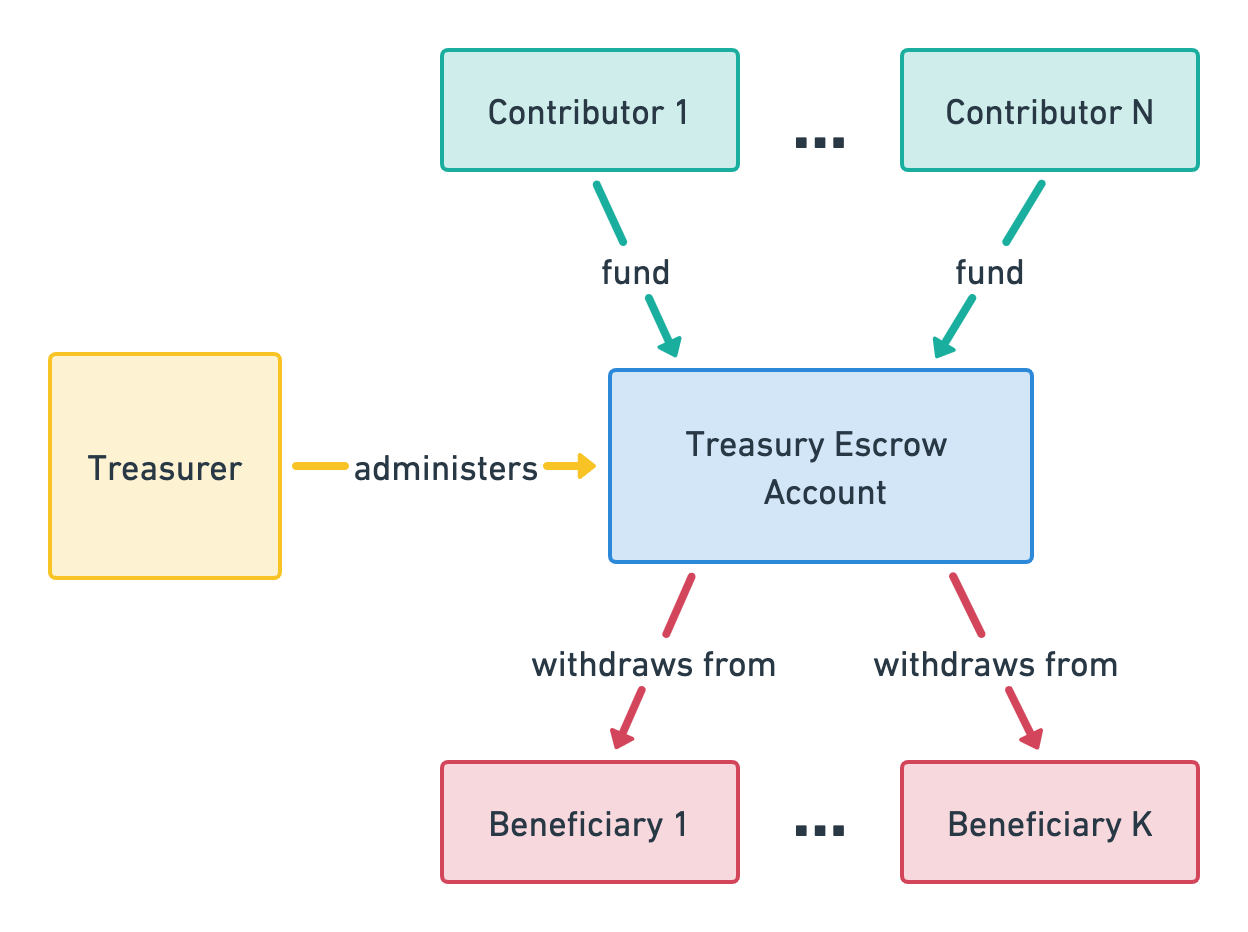 Contributor 1
...
Contributor N
fund
fund
Treasurer
administers
Treasury Escrow
Account
withdraws from
withdraws from
Beneficiary 1
...
Beneficiary K